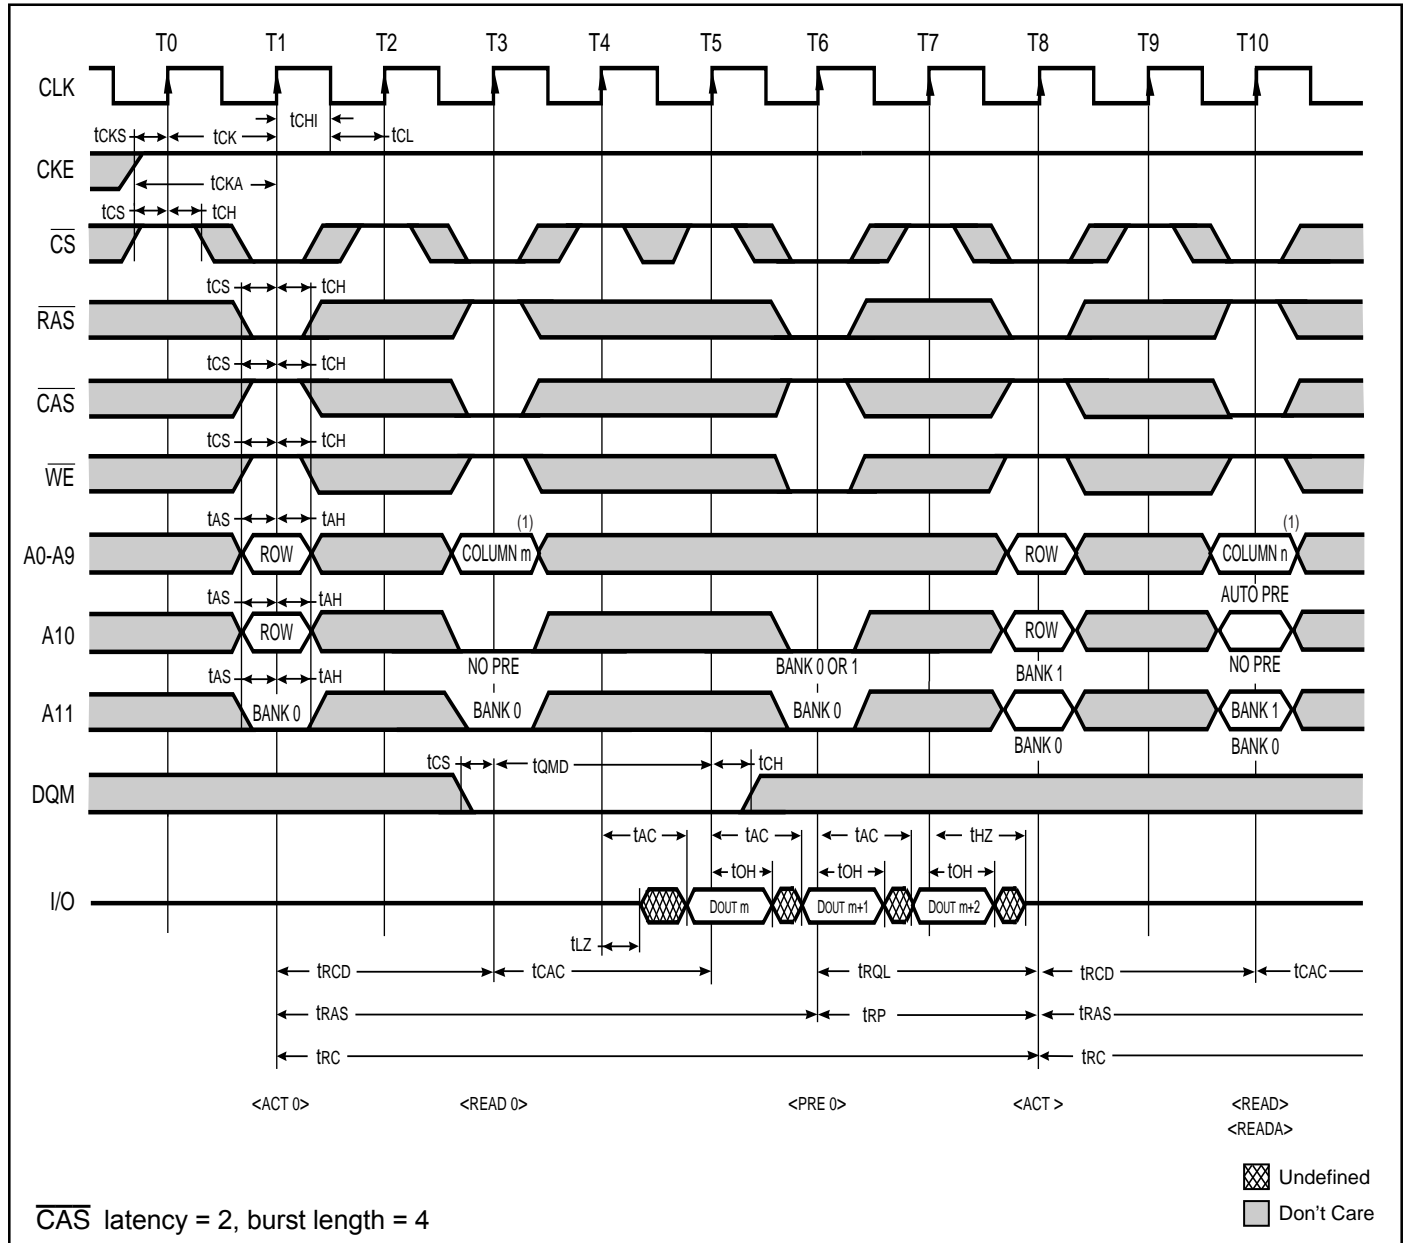 T0 T1 T2 T3 T4 T5 T6 T7 T8 T9 T10
CLK
tCHI
tCKS tCK tCL
CKE
tCKA
tCS tCH
CS
tCS tCH
RAS
tCS tCH
CAS
tCS tCH
WE
tAS tAH (1) (1)
A0-A9 ROW COLUMN m ROW COLUMN n
tAS tAH AUTO PRE
A10 ROW ROW
NO PRE BANK 0 OR 1 BANK 1 NO PRE
tAS tAH
A11 BANK 0 BANK 0 BANK 0 BANK 1
BANK 0 BANK 0
tCS tQMD tCH
DQM
tAC tAC tAC tHZ
tOH tOH tOH
I/O DOUT m DOUT m+1 DOUT m+2
tLZ
tRCD tCAC tRQL tRCD tCAC
tRAS tRP tRAS
tRC tRC
<ACT 0> <READ 0> <PRE 0> <ACT > <READ>
<READA>
Undefined
Don't Care
CAS latency = 2, burst length = 4